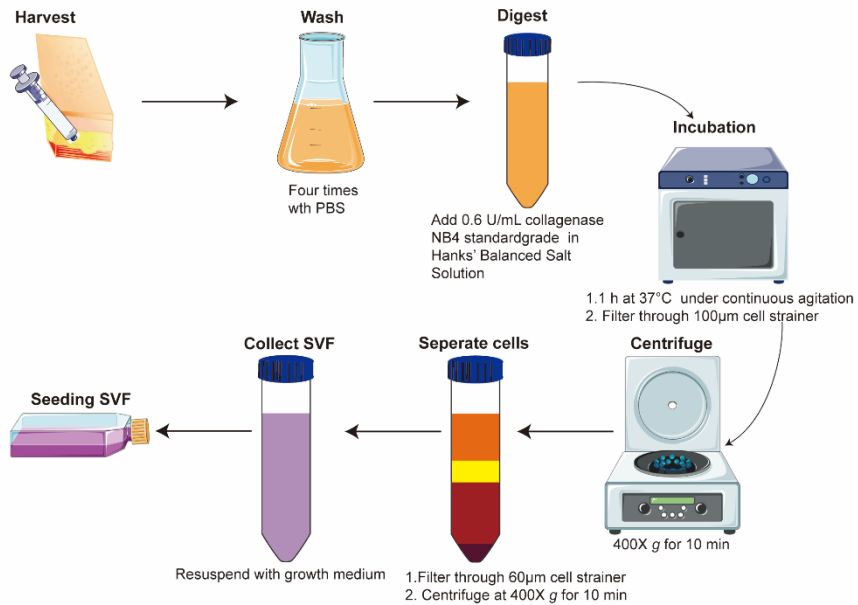 Harvest
Wash
Four times
wth PBS
Digest
Add 0.6 U/mL collagenase
NB4 standardgrade in
Hanks' Balanced Salt
Solution
Incubation
1.1 h at 37°C under continuous agitation
2. Filter through 100µm cell strainer
Centrifuge
400X g for 10 min
Seperate cells
1.Filter through 60µm cell strainer
2. Centrifuge at 400X g for 10 min
Collect SVF
Resuspend with growth medium
Seeding SVF